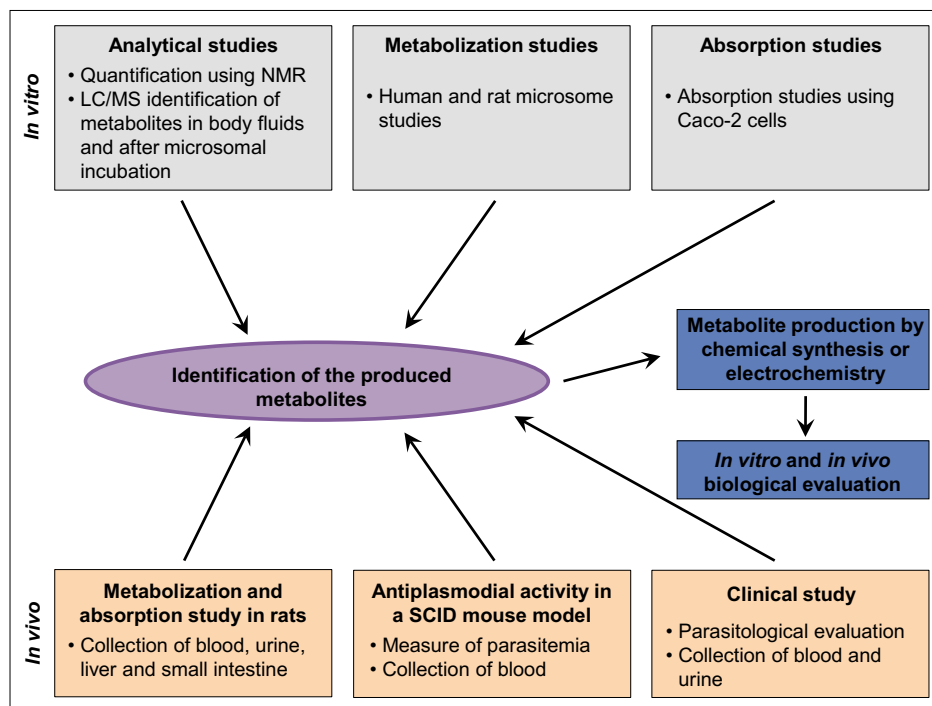 In vitro
Analytical studies
• Quantification using NMR
• LC/MS identification of
metabolites in body fluids
and after microsomal
incubation
Metabolization studies
• Human and rat microsome
studies
Absorption studies
• Absorption studies using
Caco-2 cells
Identification of the produced
metabolites
Metabolite production by
chemical synthesis or
electrochemistry
In vitro and in vivo
biological evaluation
In vivo
Metabolization and
absorption study in rats
• Collection of blood, urine,
liver and small intestine
Antiplasmodial activity in
a SCID mouse model
• Measure of parasitemia
• Collection of blood
Clinical study
• Parasitological evaluation
• Collection of blood and
urine